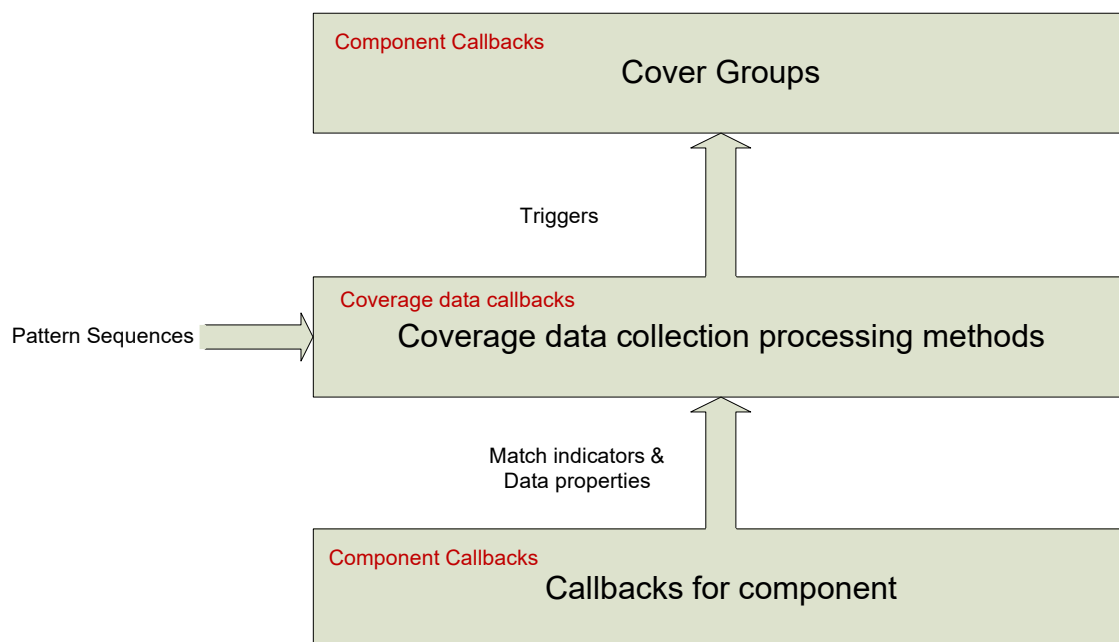 Component Callbacks
Cover Groups
Triggers
Coverage data callbacks
Pattern Sequences
Coverage data collection processing methods
Match indicators &
Data properties
Component Callbacks
Callbacks for component